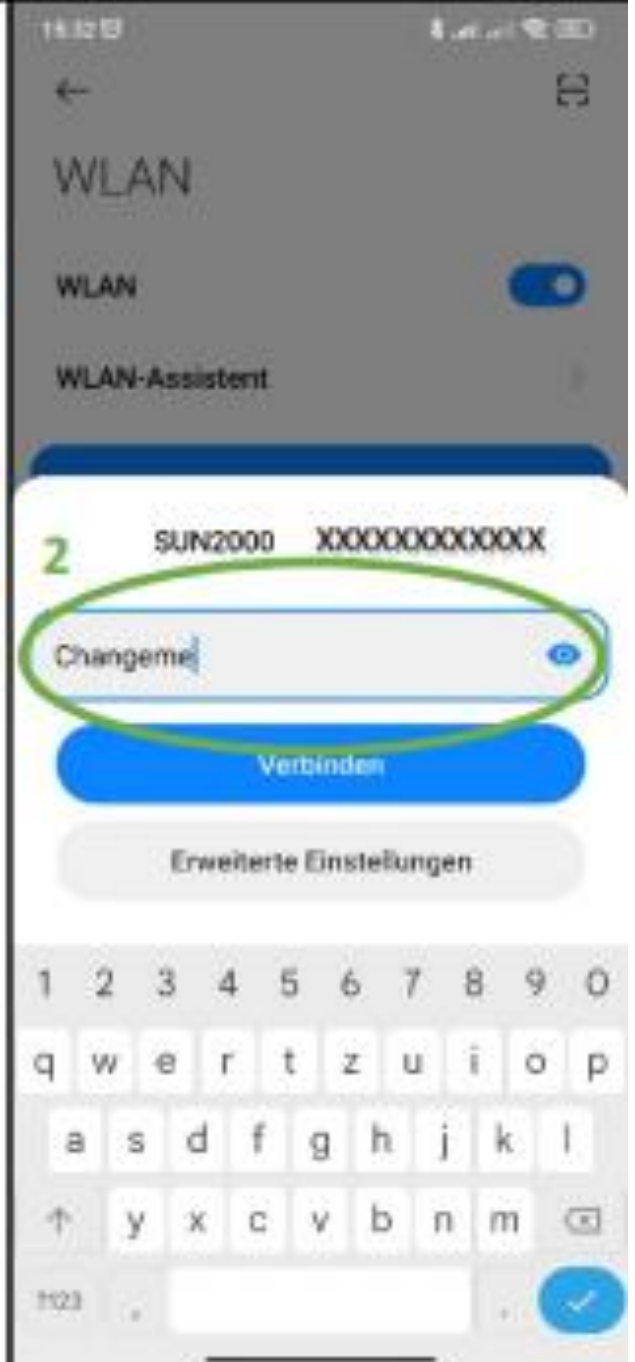 WLAN
WLAN
WLAN-Assistent
2
SUN2000 XXXXXXXXXXXXX
Changeme
Verbinden
Erweiterte Einstellungen
1 2 3 4 5 6 7 8 9 0
q w e r t z u i o p
a s d f g h j k l
y x c v b n m
?123 , .